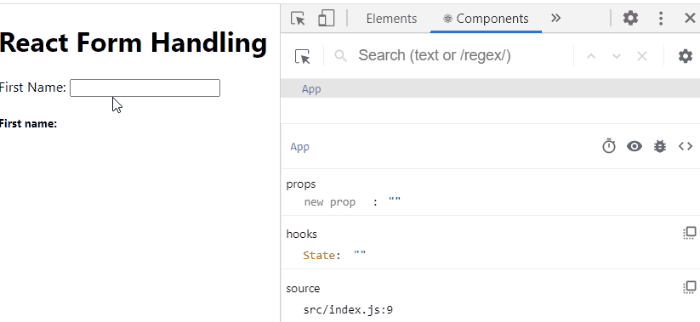 React Form Handling
First Name:
First name:
Elements
Components
Search (text or /regex/)
App
App
props
new prop : ""
hooks
State: ""
source
src/index.js:9